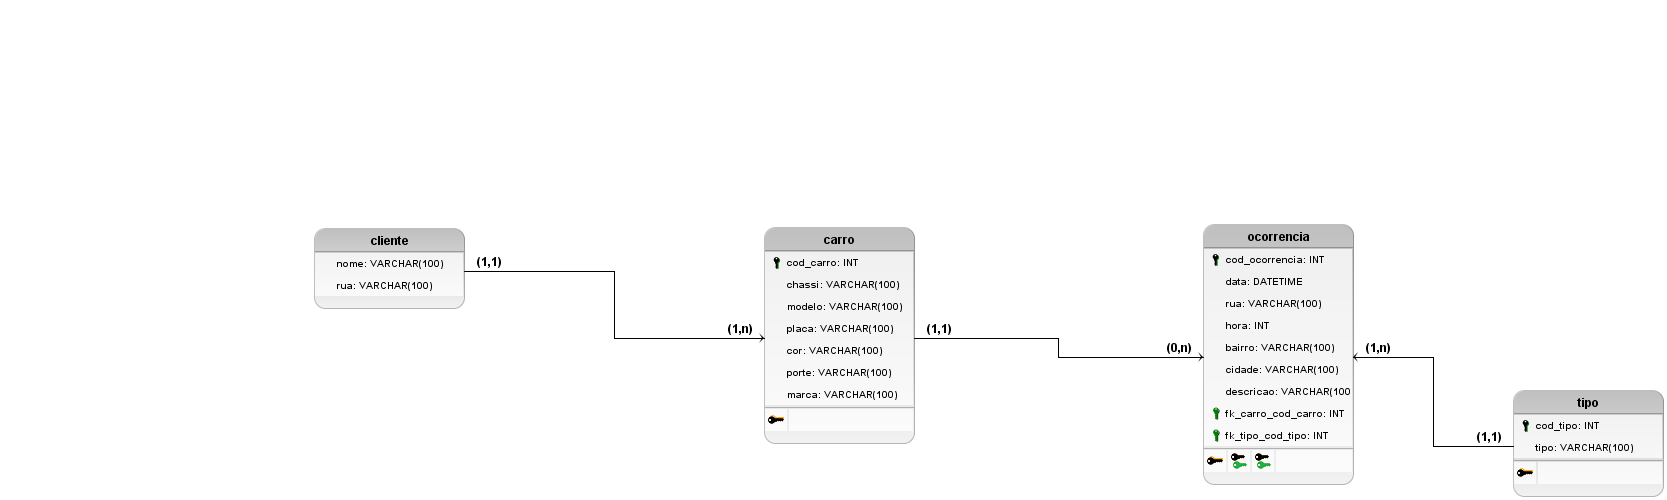 cliente
nome: VARCHAR(100)
rua: VARCHAR(100)
(1,1)
(1,n)
carro
cod_carro: INT
chassi: VARCHAR(100)
modelo: VARCHAR(100)
placa: VARCHAR(100)
cor: VARCHAR(100)
porte: VARCHAR(100)
marca: VARCHAR(100)
(1,1)
(0,n)
ocorrencia
cod_ocorrencia: INT
data: DATETIME
rua: VARCHAR(100)
hora: INT
bairro: VARCHAR(100)
cidade: VARCHAR(100)
descricao: VARCHAR(100
fk_carro_cod_carro: INT
fk_tipo_cod_tipo: INT
(1,n)
(1,1)
tipo
cod_tipo: INT
tipo: VARCHAR(100)